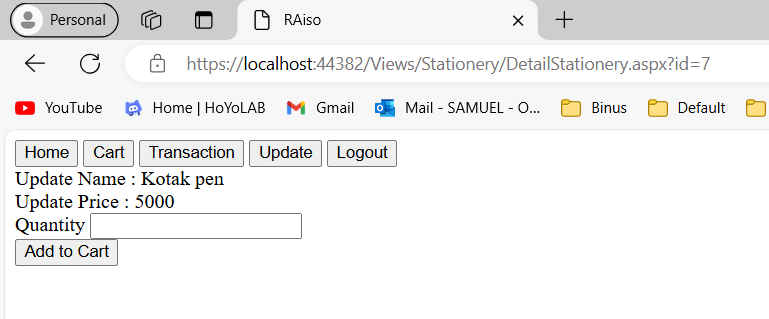 Personal RAiso
https://localhost:44382/Views/Stationery/DetailStationery.aspx?id=7
YouTube Home | HoYoLAB Gmail Mail - SAMUEL - O... Binus Default
Home Cart Transaction Update Logout
Update Name : Kotak pen
Update Price : 5000
Quantity
Add to Cart